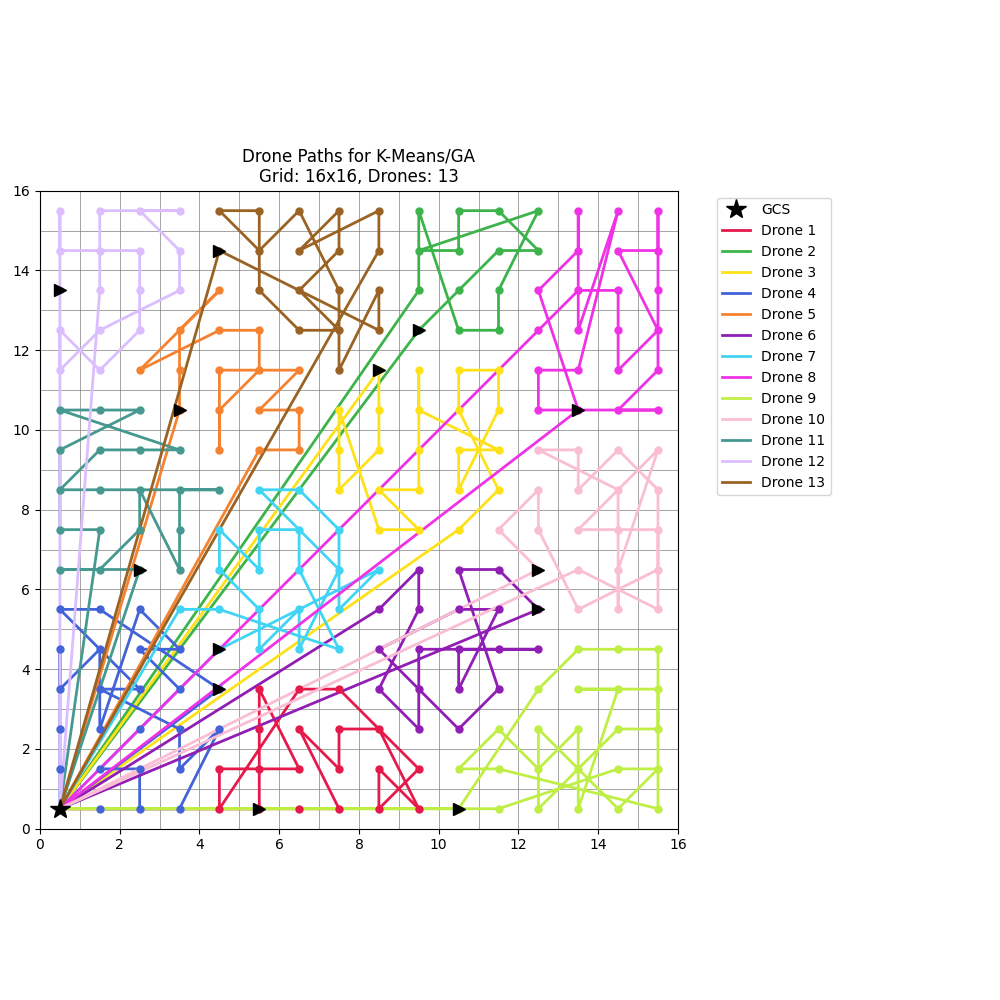 Drone Paths for K-Means/GA
Grid: 16x16, Drones: 13
16
14
12
10
8
6
4
2
0
0
2
4
6
8
10
12
14
16
GCS
Drone 1
Drone 2
Drone 3
Drone 4
Drone 5
Drone 6
Drone 7
Drone 8
Drone 9
Drone 10
Drone 11
Drone 12
Drone 13